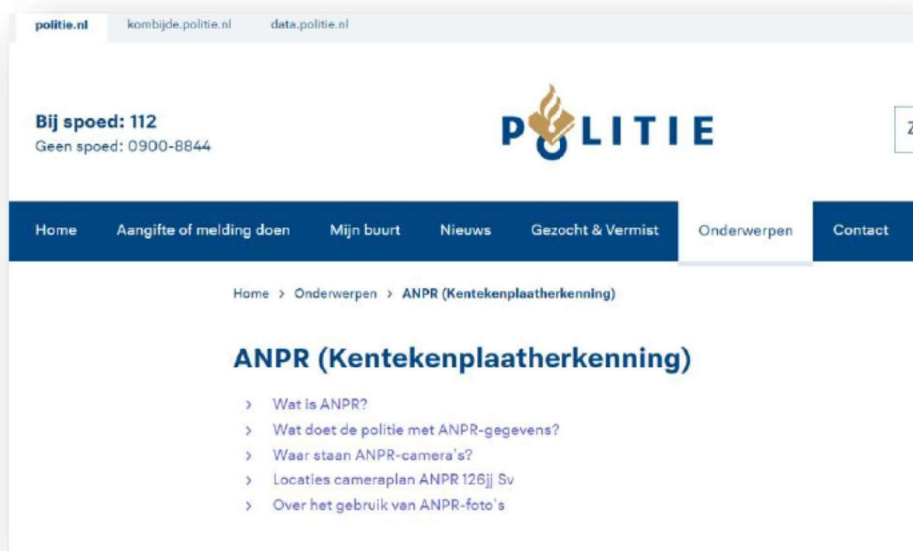 politie.nl kombijde.politie.nl data.politie.nl
Bij spoed: 112
Geen spoed: 0900-8844
POLITIE
Z
Home Aangifte of melding doen Mijn buurt Nieuws Gezocht & Vermist Onderwerpen Contact
Home > Onderwerpen > ANPR (Kentekenplaatherkenning)
ANPR (Kentekenplaatherkenning)
> Wat is ANPR?
> Wat doet de politie met ANPR-gegevens?
> Waar staan ANPR-camera's?
> Locaties cameraplan ANPR 126jj Sv
> Over het gebruik van ANPR-foto's